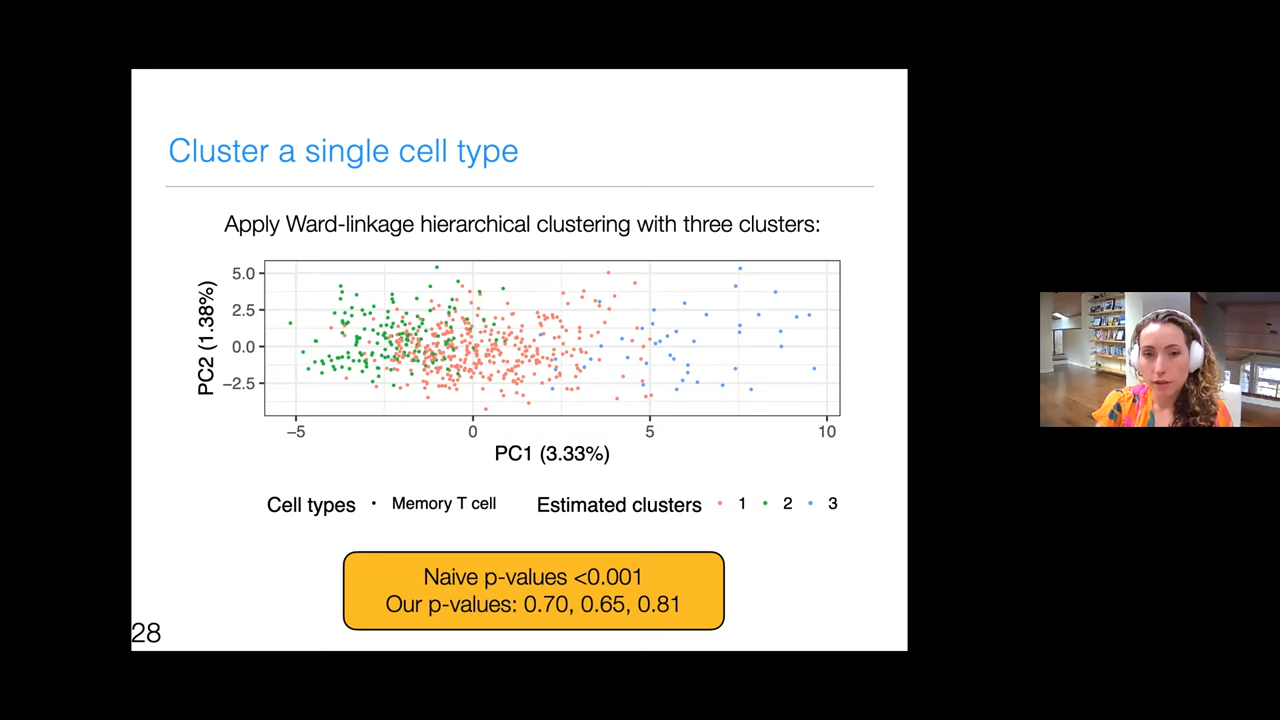 Cluster a single cell type
Apply Ward-linkage hierarchical clustering with three clusters:
PC2 (1.38%)
5.0
2.5
0.0
−2.5
−5
0
5
10
PC1 (3.33%)
Cell types • Memory T cell Estimated clusters • 1 • 2 • 3
Naive p-values <0.001
Our p-values: 0.70, 0.65, 0.81
28